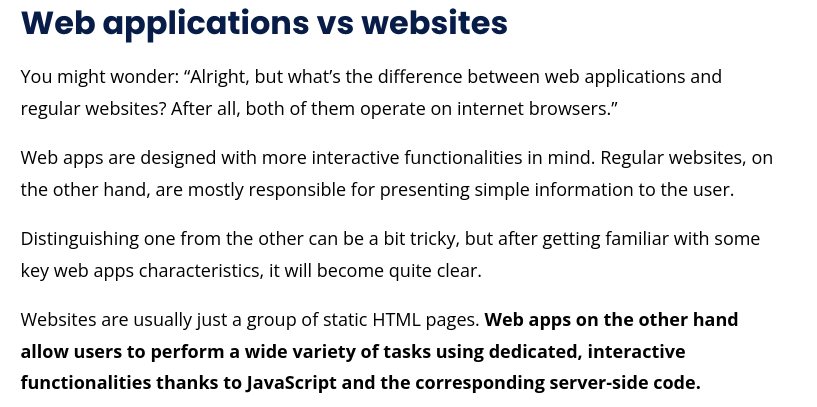 Web applications vs websites
You might wonder: “Alright, but what’s the difference between web applications and
regular websites? After all, both of them operate on internet browsers.”
Web apps are designed with more interactive functionalities in mind. Regular websites, on
the other hand, are mostly responsible for presenting simple information to the user.
Distinguishing one from the other can be a bit tricky, but after getting familiar with some
key web apps characteristics, it will become quite clear.
Websites are usually just a group of static HTML pages. Web apps on the other hand
allow users to perform a wide variety of tasks using dedicated, interactive
functionalities thanks to JavaScript and the corresponding server-side code.